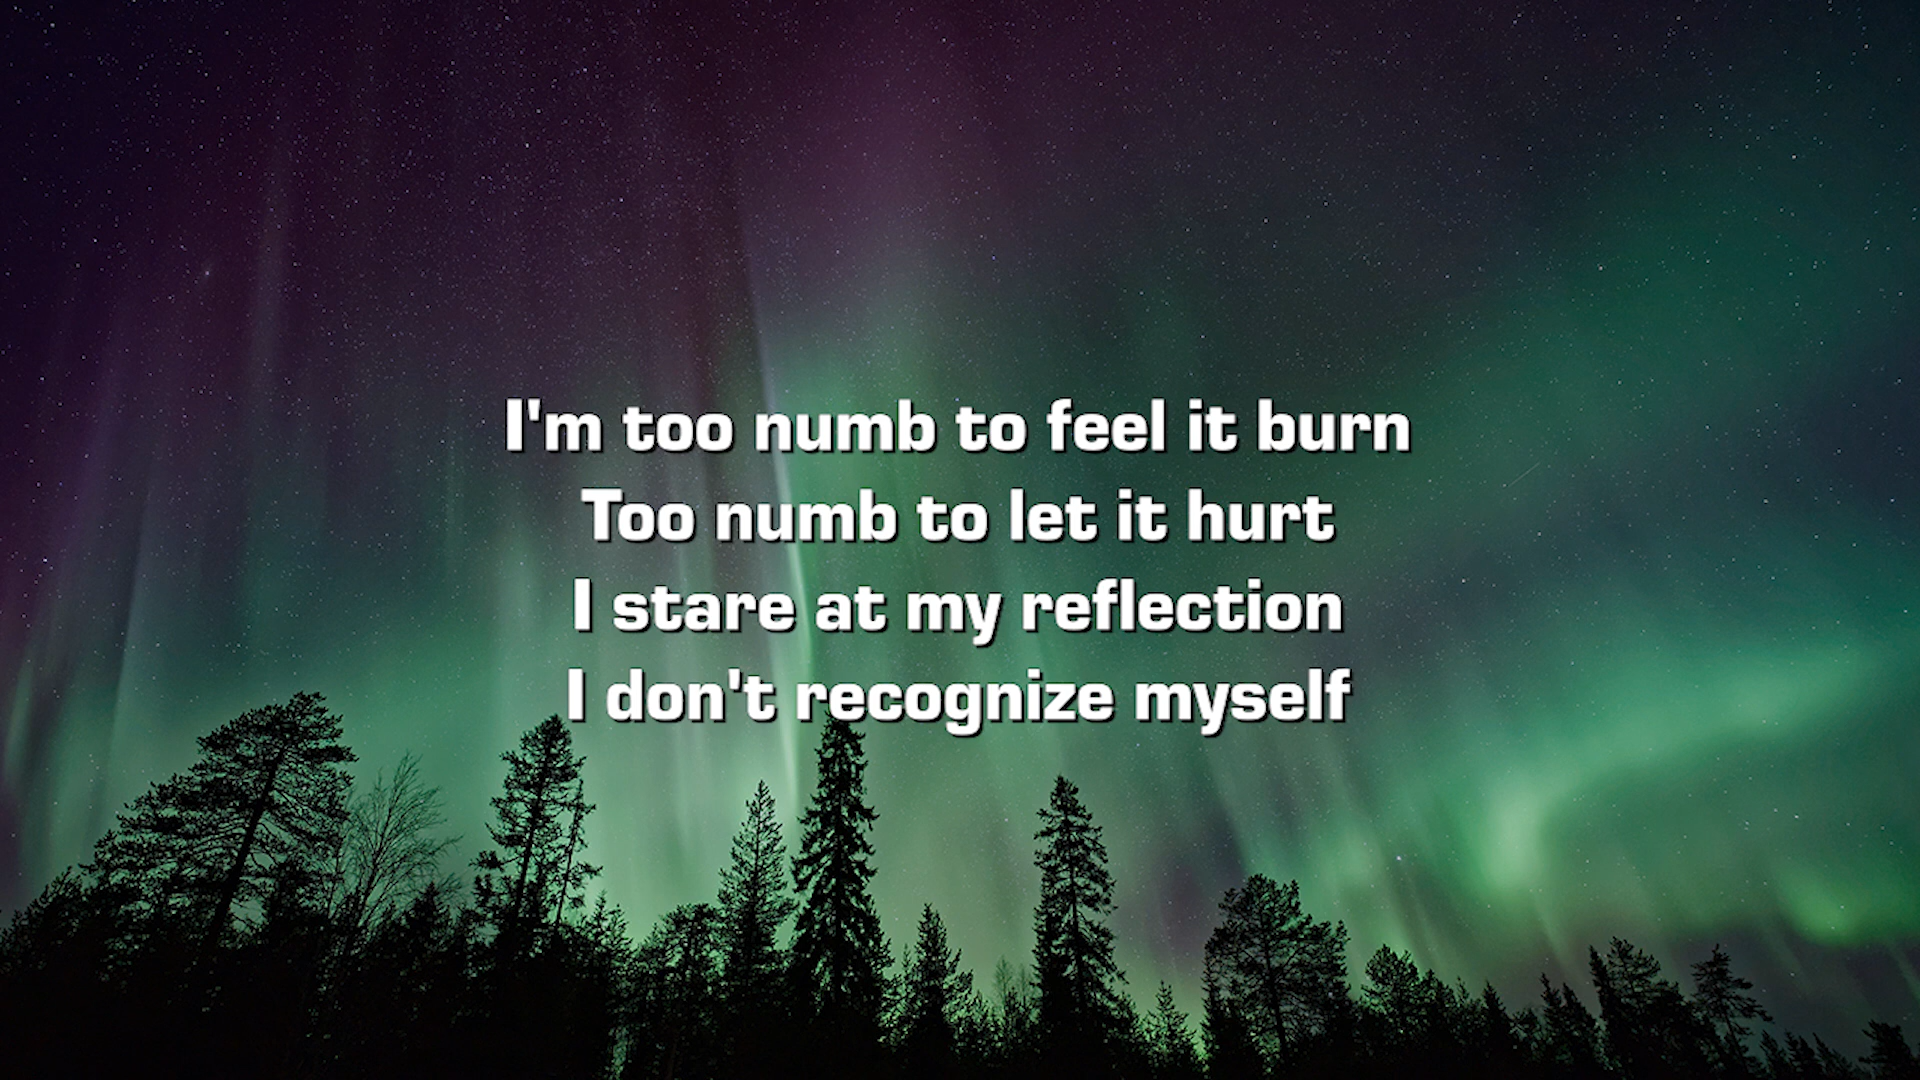 I'm too numb to feel it burn
Too numb to let it hurt
I stare at my reflection
I don't recognize myself